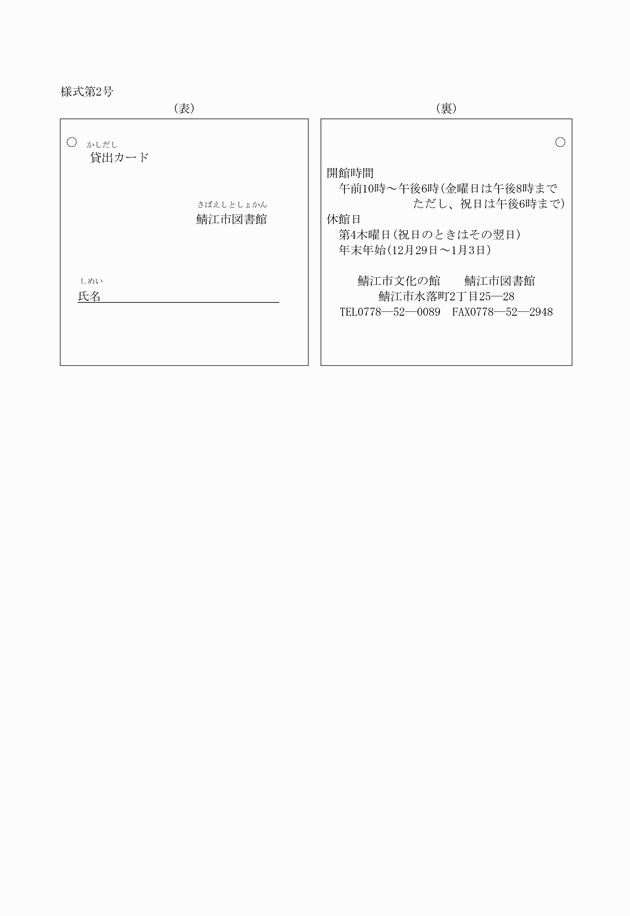 様式第2号
（表）
かしだし
貸出カード
さばえしとしょかん
鯖江市図書館
しめい
氏名
（裏）
開館時間
午前10時～午後6時(金曜日は午後8時まで
ただし、祝日は午後6時まで)
休館日
第4木曜日(祝日のときはその翌日)
年末年始(12月29日～1月3日)
鯖江市文化の館　　鯖江市図書館
鯖江市水落町2丁目25―28
TEL0778―52―0089　FAX0778―52―2948